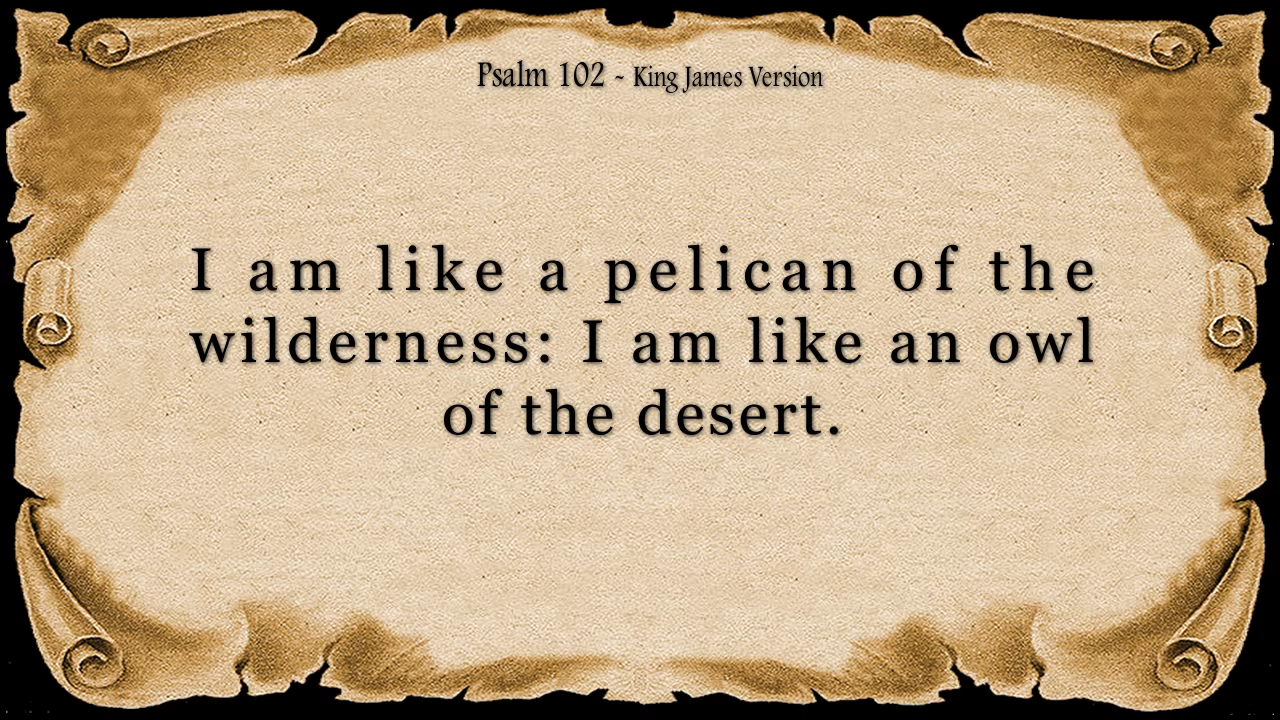 Psalm 102 - King James Version
I am like a pelican of the
wilderness: I am like an owl
of the desert.